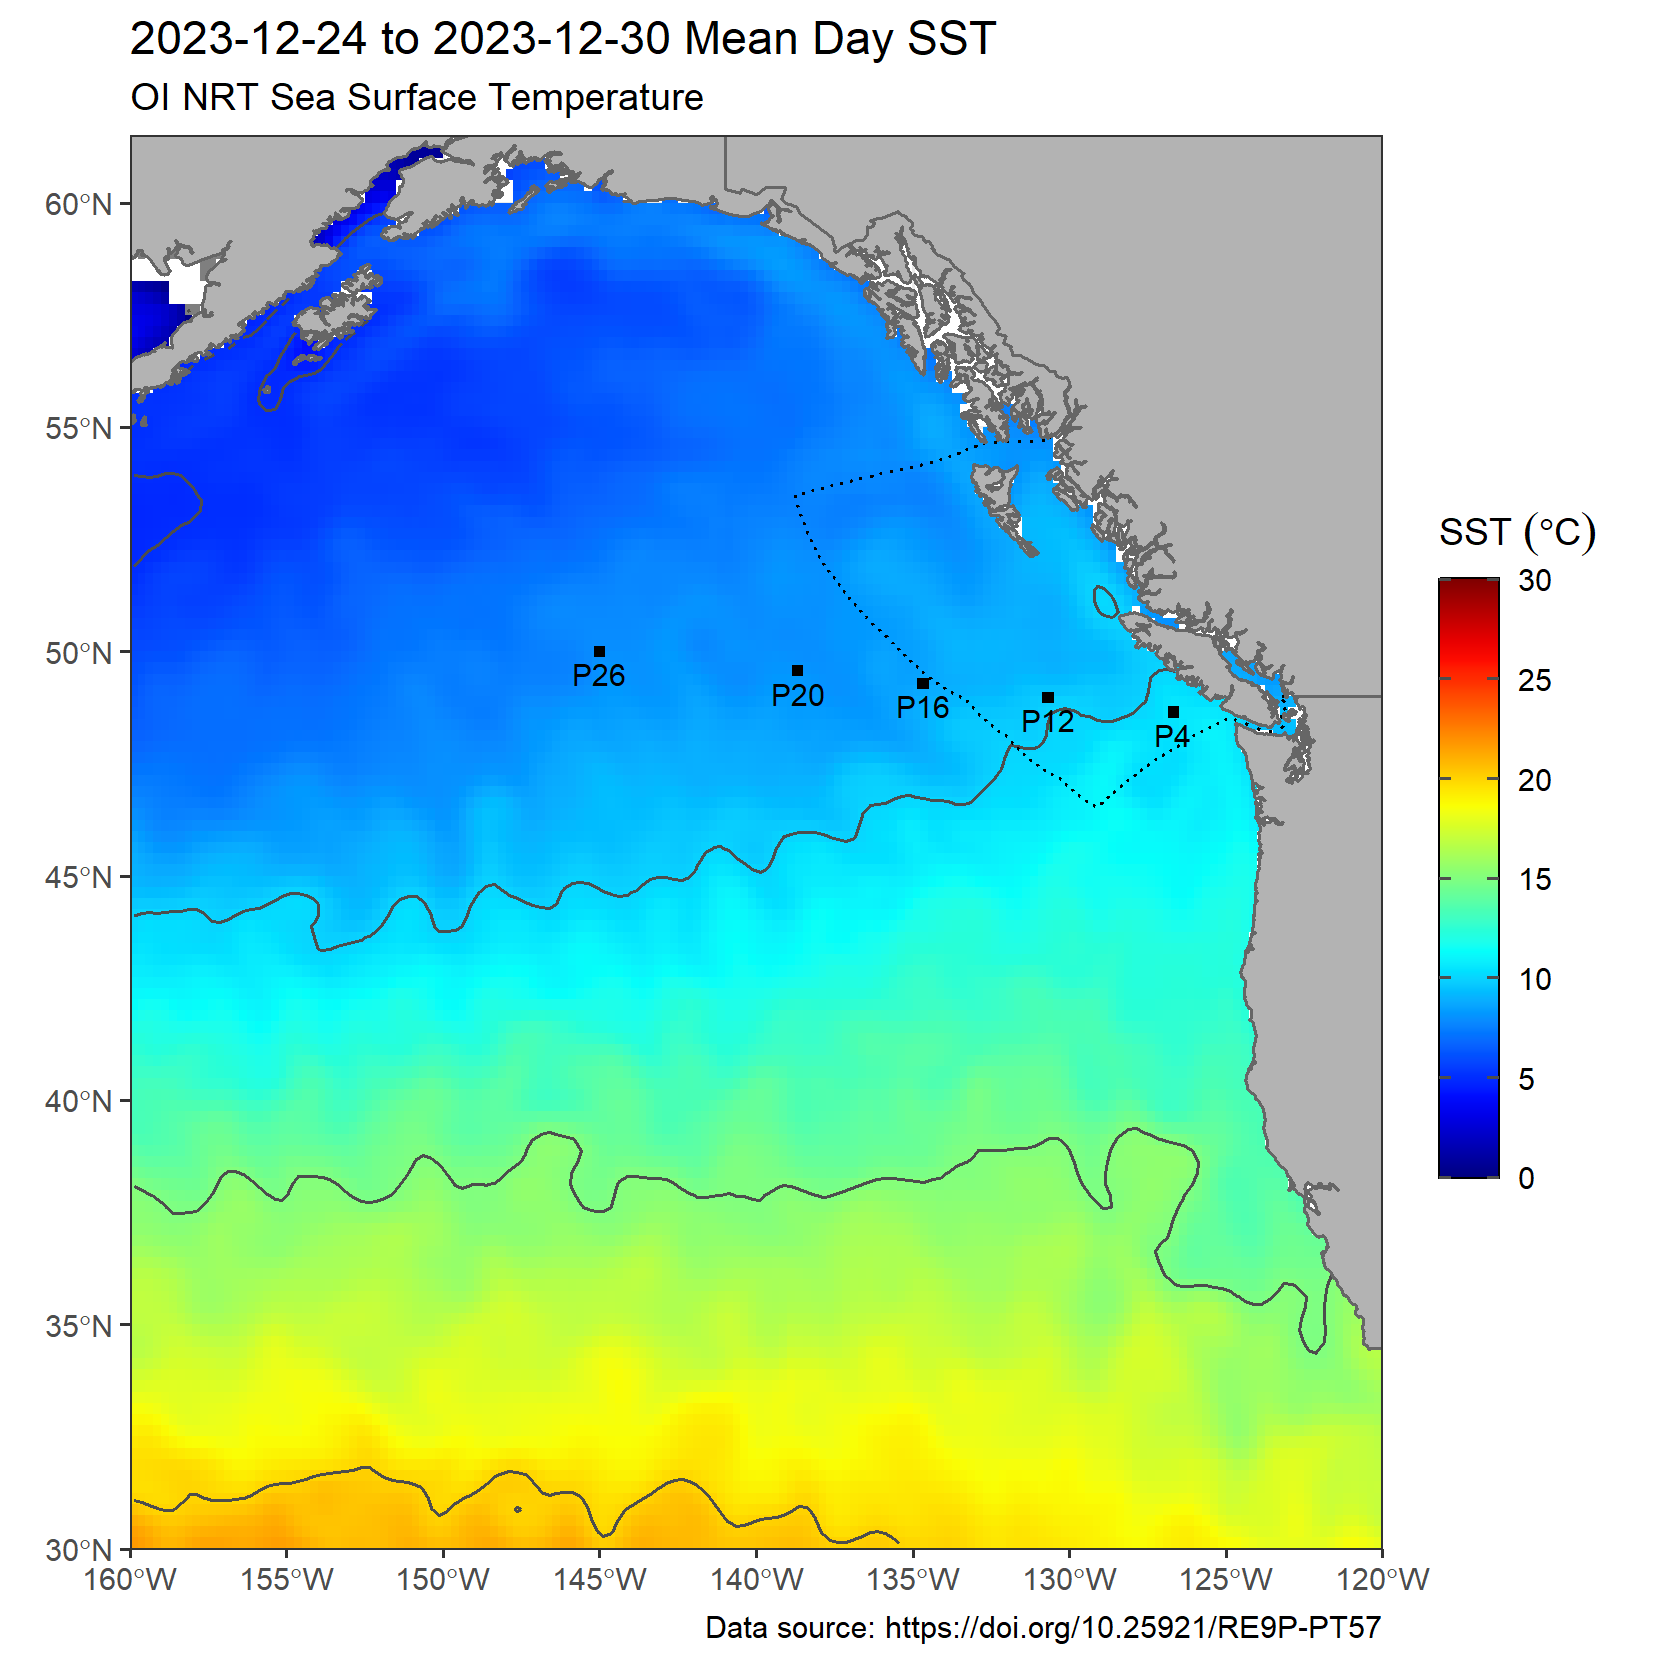 2023-12-24 to 2023-12-30 Mean Day SST
OI NRT Sea Surface Temperature
60°N
55°N
50°N
45°N
40°N
35°N
30°N
P26
P20
P16
P12
P4
160°W
155°W
150°W
145°W
140°W
135°W
130°W
125°W
120°W
SST (°C)
30
25
20
15
10
5
0
Data source: https://doi.org/10.25921/RE9P-PT57